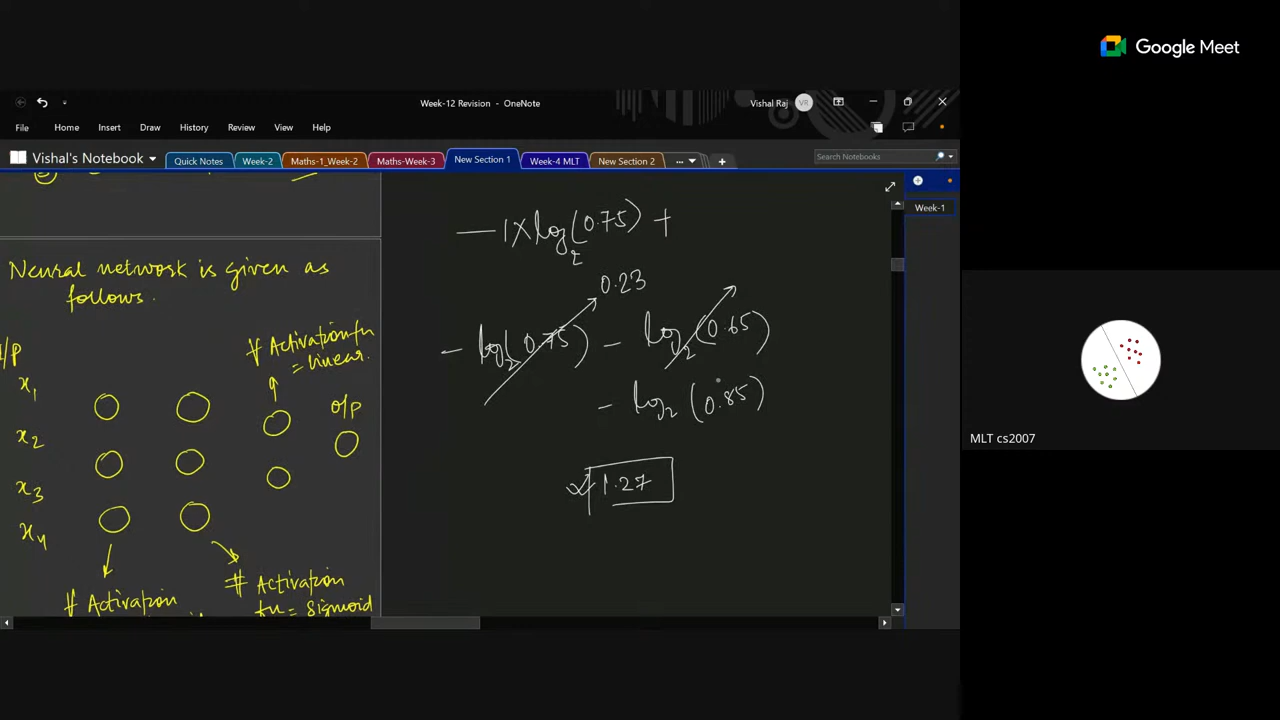 Google Meet
Week-12 Revision - OneNote
Vishal Raj
VR
File Home Insert Draw History Review View Help
Vishal's Notebook
Quick Notes Week-2 Maths-1_Week-2 Maths-Week-3 New Section 1 Week-4 MLT New Section 2 ... +
Search Notebooks
Week-1
Neural network is given as
follows.
I/P
x1
x2
x3
x4
# Activation fn
= linear.
O/P
# Activation
# Activation
fn = Sigmoid
— 1 X log2(0.75) +
0.23
- log2(0.75) - log2(0.65)
- log2(0.85)
1.27
MLT cs2007